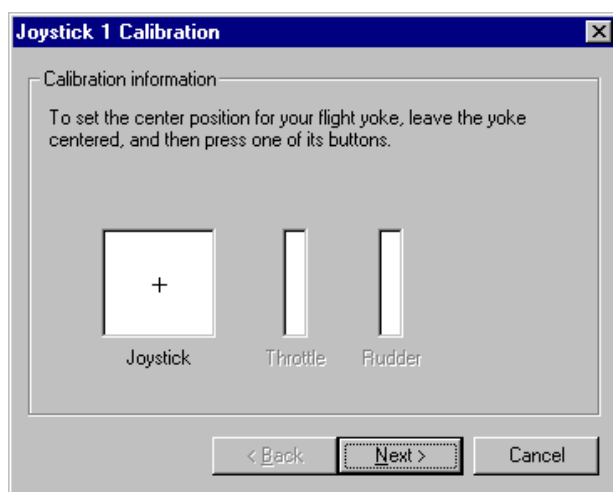 Joystick 1 Calibration
Calibration information
To set the center position for your flight yoke, leave the yoke
centered, and then press one of its buttons.
Joystick Throttle Rudder
< Back Next > Cancel